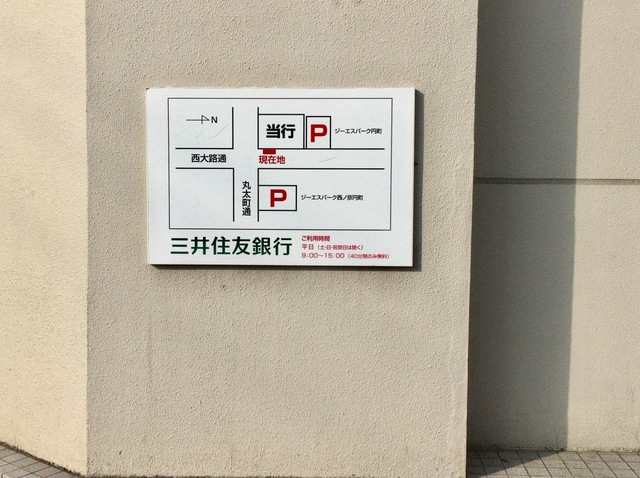 N
当行
P
ジーエスパーク円町
西大路通
現在地
丸太町通
P
ジーエスパーク西ノ京円町
三井住友銀行
ご利用時間
平日（土・日・祝祭日は除く）
9：00〜15：00（40分間のみ無料）